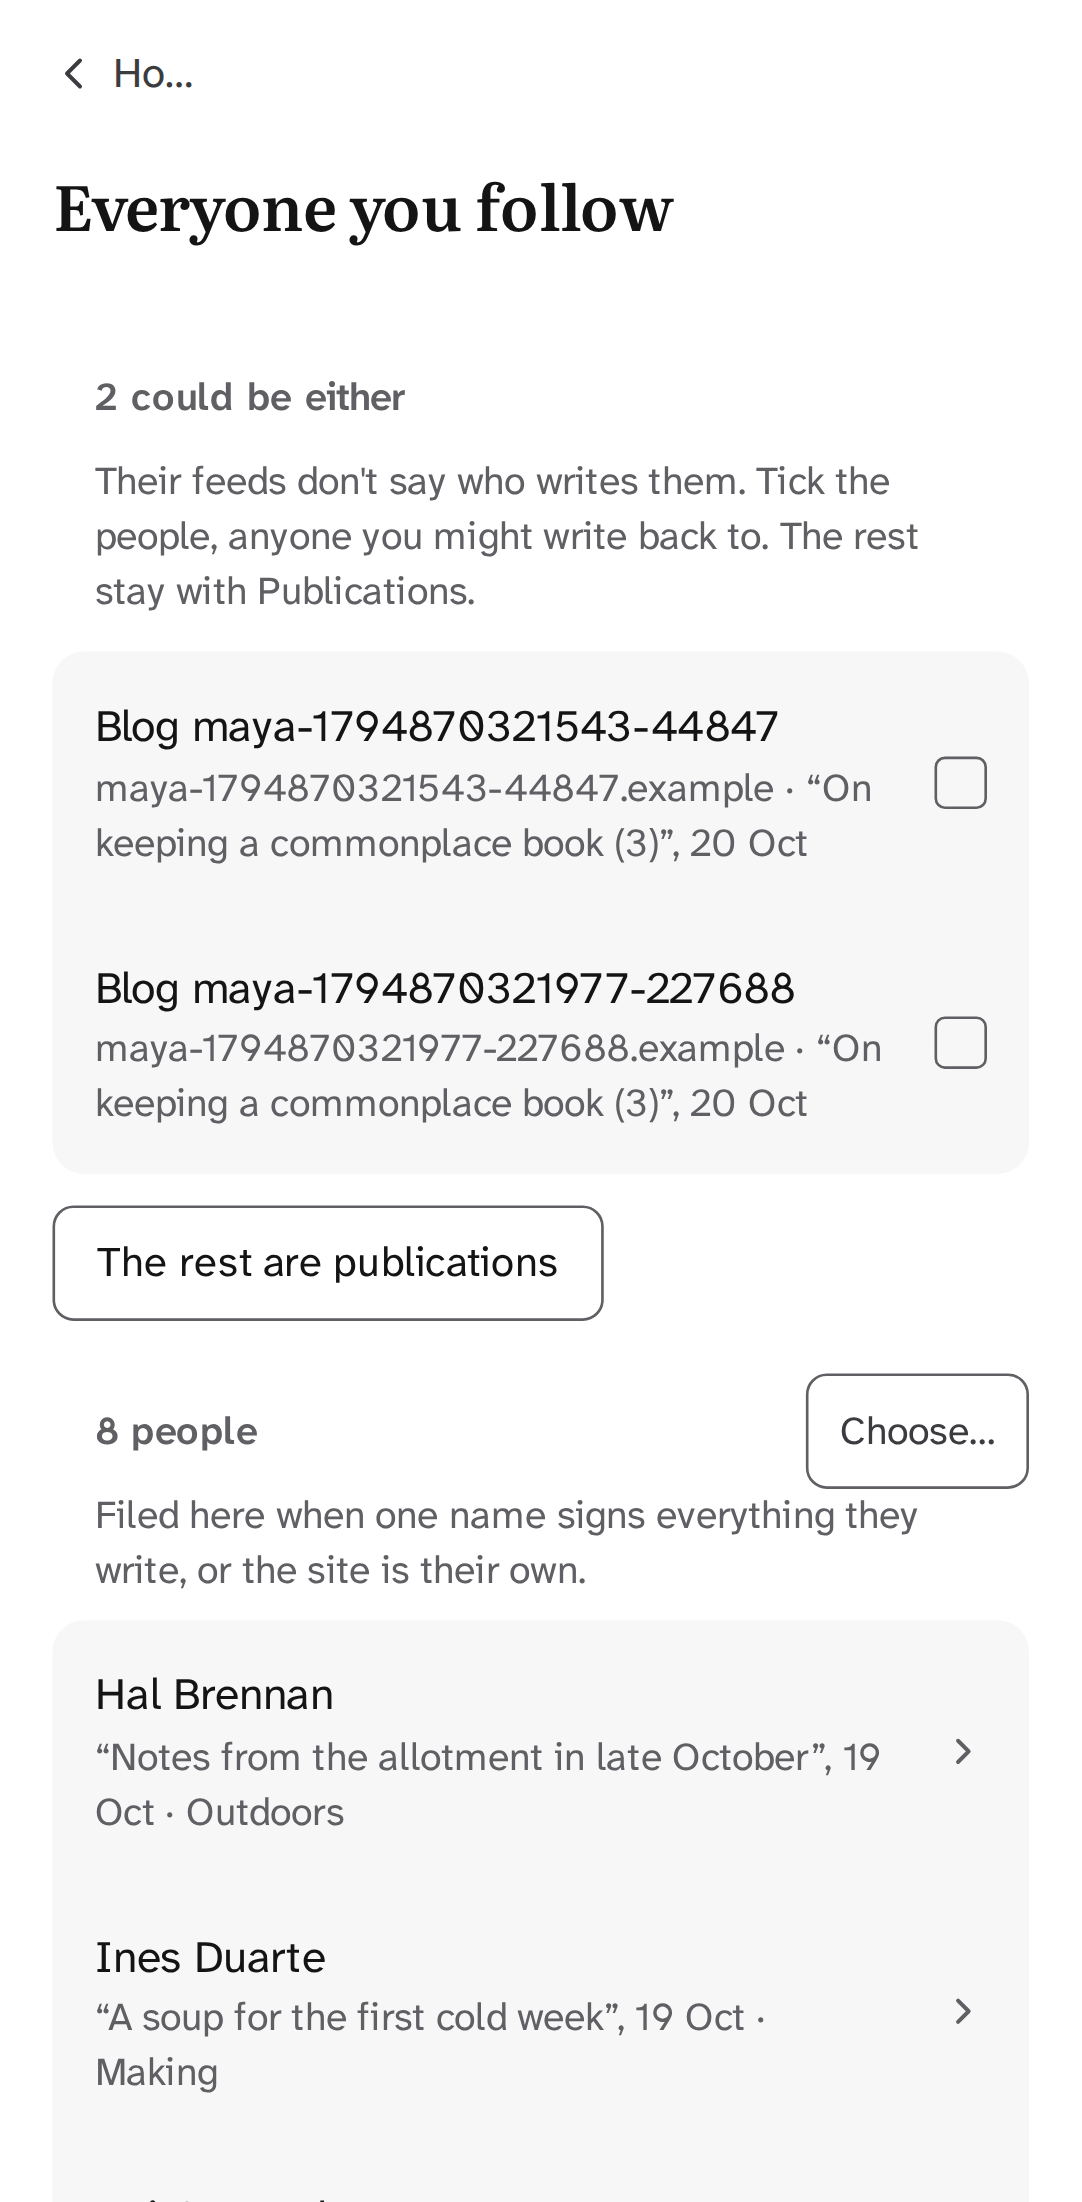 Ho...
Everyone you follow
2 could be either
Their feeds don't say who writes them. Tick the
people, anyone you might write back to. The rest
stay with Publications.
Blog maya-1794870321543-44847
maya-1794870321543-44847.example · “On
keeping a commonplace book (3)”, 20 Oct
Blog maya-1794870321977-227688
maya-1794870321977-227688.example · “On
keeping a commonplace book (3)”, 20 Oct
The rest are publications
8 people
Choose...
Filed here when one name signs everything they
write, or the site is their own.
Hal Brennan
“Notes from the allotment in late October”, 19
Oct · Outdoors
Ines Duarte
“A soup for the first cold week”, 19 Oct ·
Making